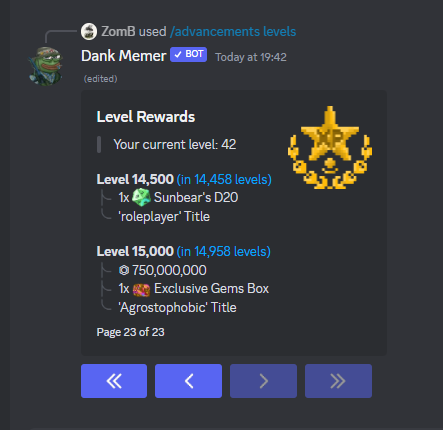 ZomB used /advancements levels
Dank Memer ✓ BOT Today at 19:42
(edited)
Level Rewards
Your current level: 42
XP
Level 14,500 (in 14,458 levels)
1x Sunbear's D20
'roleplayer' Title
Level 15,000 (in 14,958 levels)
750,000,000
1x Exclusive Gems Box
'Agrostophobic' Title
Page 23 of 23